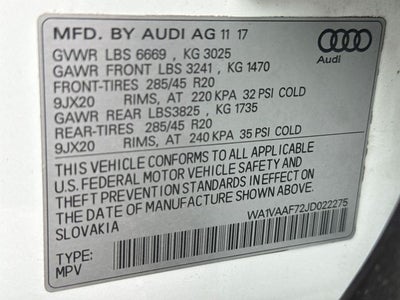 MFD. BY AUDI AG 11 17
GVWR LBS 6669 , KG 3025
GAWR FRONT LBS 3241 , KG 1470
FRONT-TIRES 285/45 R20
9JX20 RIMS, AT 220 KPA 32 PSI COLD
GAWR REAR LBS3825 , KG 1735
REAR-TIRES 285/45 R20
9JX20 RIMS, AT 240 KPA 35 PSI COLD
Audi
THIS VEHICLE CONFORMS TO ALL APPLICABLE
U.S.FEDERAL MOTOR VEHICLE SAFETY AND
THEFT PREVENTION STANDARDS IN EFFECT ON
THE DATE OF MANUFACTURE SHOWN ABOVE.
SLOVAKIA
WA1VAAF72JD022275
TYPE:
MPV